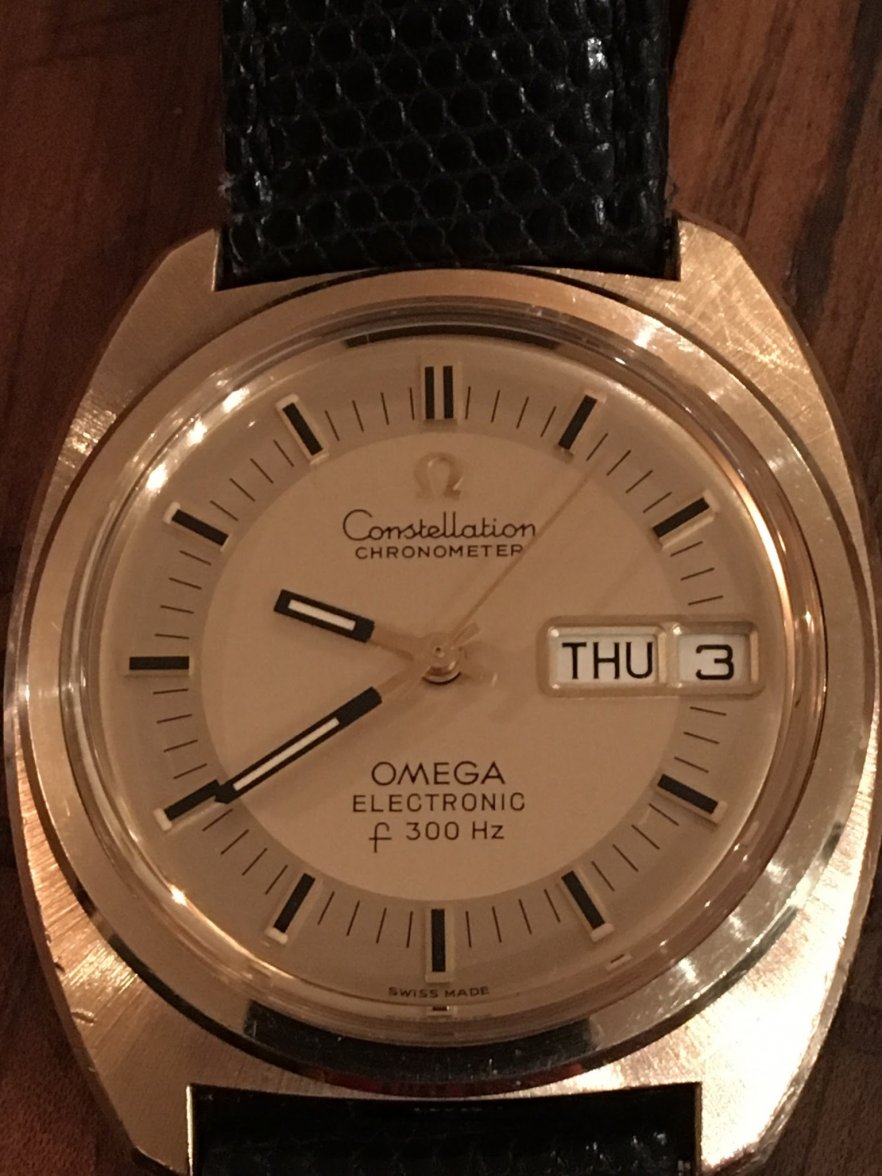 Constellation
CHRONOMETER
THU 3
OMEGA
ELECTRONIC
f 300 Hz
SWISS MADE